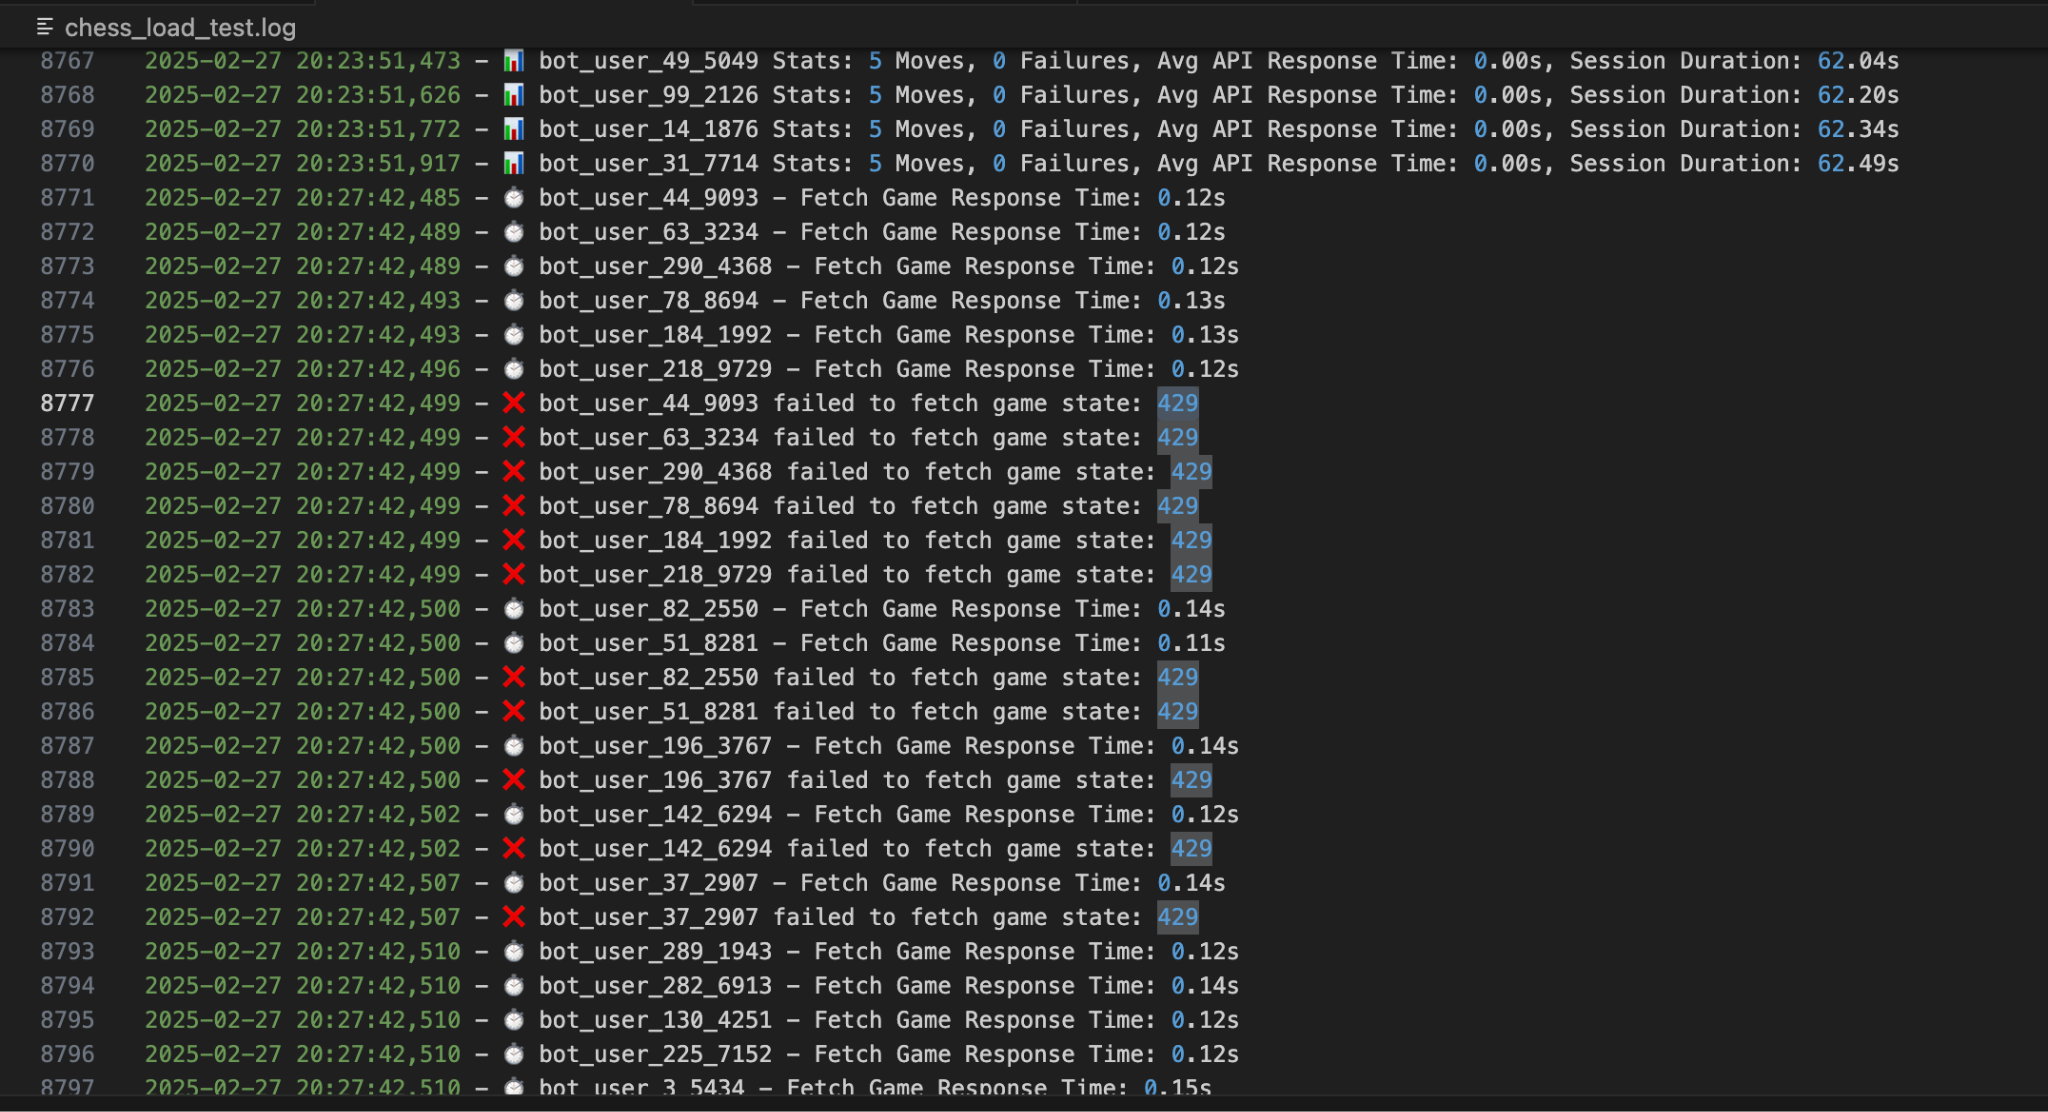 chess_load_test.log
8767 2025-02-27 20:23:51,473 - 📊 bot_user_49_5049 Stats: 5 Moves, 0 Failures, Avg API Response Time: 0.00s, Session Duration: 62.04s
8768 2025-02-27 20:23:51,626 - 📊 bot_user_99_2126 Stats: 5 Moves, 0 Failures, Avg API Response Time: 0.00s, Session Duration: 62.20s
8769 2025-02-27 20:23:51,772 - 📊 bot_user_14_1876 Stats: 5 Moves, 0 Failures, Avg API Response Time: 0.00s, Session Duration: 62.34s
8770 2025-02-27 20:23:51,917 - 📊 bot_user_31_7714 Stats: 5 Moves, 0 Failures, Avg API Response Time: 0.00s, Session Duration: 62.49s
8771 2025-02-27 20:27:42,485 - ⏱ bot_user_44_9093 - Fetch Game Response Time: 0.12s
8772 2025-02-27 20:27:42,489 - ⏱ bot_user_63_3234 - Fetch Game Response Time: 0.12s
8773 2025-02-27 20:27:42,489 - ⏱ bot_user_290_4368 - Fetch Game Response Time: 0.12s
8774 2025-02-27 20:27:42,493 - ⏱ bot_user_78_8694 - Fetch Game Response Time: 0.13s
8775 2025-02-27 20:27:42,493 - ⏱ bot_user_184_1992 - Fetch Game Response Time: 0.13s
8776 2025-02-27 20:27:42,496 - ⏱ bot_user_218_9729 - Fetch Game Response Time: 0.12s
8777 2025-02-27 20:27:42,499 - ❌ bot_user_44_9093 failed to fetch game state: 429
8778 2025-02-27 20:27:42,499 - ❌ bot_user_63_3234 failed to fetch game state: 429
8779 2025-02-27 20:27:42,499 - ❌ bot_user_290_4368 failed to fetch game state: 429
8780 2025-02-27 20:27:42,499 - ❌ bot_user_78_8694 failed to fetch game state: 429
8781 2025-02-27 20:27:42,499 - ❌ bot_user_184_1992 failed to fetch game state: 429
8782 2025-02-27 20:27:42,499 - ❌ bot_user_218_9729 failed to fetch game state: 429
8783 2025-02-27 20:27:42,500 - ⏱ bot_user_82_2550 - Fetch Game Response Time: 0.14s
8784 2025-02-27 20:27:42,500 - ⏱ bot_user_51_8281 - Fetch Game Response Time: 0.11s
8785 2025-02-27 20:27:42,500 - ❌ bot_user_82_2550 failed to fetch game state: 429
8786 2025-02-27 20:27:42,500 - ❌ bot_user_51_8281 failed to fetch game state: 429
8787 2025-02-27 20:27:42,500 - ⏱ bot_user_196_3767 - Fetch Game Response Time: 0.14s
8788 2025-02-27 20:27:42,500 - ❌ bot_user_196_3767 failed to fetch game state: 429
8789 2025-02-27 20:27:42,502 - ⏱ bot_user_142_6294 - Fetch Game Response Time: 0.12s
8790 2025-02-27 20:27:42,502 - ❌ bot_user_142_6294 failed to fetch game state: 429
8791 2025-02-27 20:27:42,507 - ⏱ bot_user_37_2907 - Fetch Game Response Time: 0.14s
8792 2025-02-27 20:27:42,507 - ❌ bot_user_37_2907 failed to fetch game state: 429
8793 2025-02-27 20:27:42,510 - ⏱ bot_user_289_1943 - Fetch Game Response Time: 0.12s
8794 2025-02-27 20:27:42,510 - ⏱ bot_user_282_6913 - Fetch Game Response Time: 0.14s
8795 2025-02-27 20:27:42,510 - ⏱ bot_user_130_4251 - Fetch Game Response Time: 0.12s
8796 2025-02-27 20:27:42,510 - ⏱ bot_user_225_7152 - Fetch Game Response Time: 0.12s
8797 2025-02-27 20:27:42,510 - ⏱ bot_user_3_5434 - Fetch Game Response Time: 0.15s